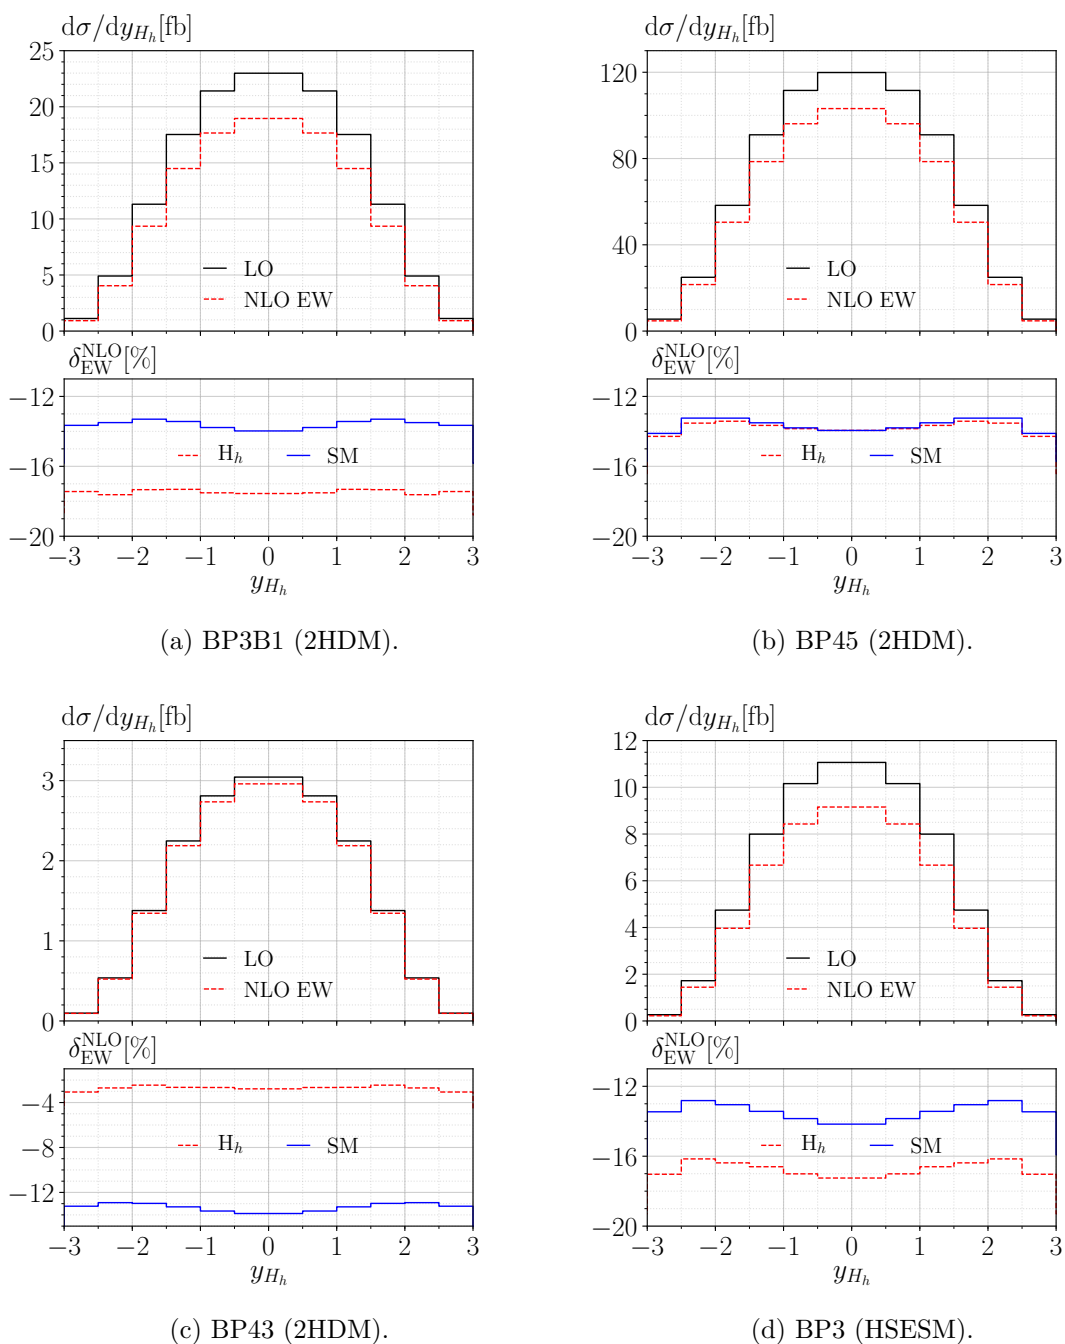 dσ/dy_{H_h}[fb]
25
20
15
10
5
0
LO
NLO EW
δ_EW^NLO[%]
−12
−16
−20
H_h SM
−3 −2 −1 0 1 2 3
y_{H_h}
(a) BP3B1 (2HDM).
dσ/dy_{H_h}[fb]
120
80
40
0
LO
NLO EW
δ_EW^NLO[%]
−12
−16
−20
H_h SM
−3 −2 −1 0 1 2 3
y_{H_h}
(b) BP45 (2HDM).
dσ/dy_{H_h}[fb]
3
2
1
0
LO
NLO EW
δ_EW^NLO[%]
−4
−8
−12
H_h SM
−3 −2 −1 0 1 2 3
y_{H_h}
(c) BP43 (2HDM).
dσ/dy_{H_h}[fb]
12
10
8
6
4
2
0
LO
NLO EW
δ_EW^NLO[%]
−12
−16
−20
H_h SM
−3 −2 −1 0 1 2 3
y_{H_h}
(d) BP3 (HSESM).